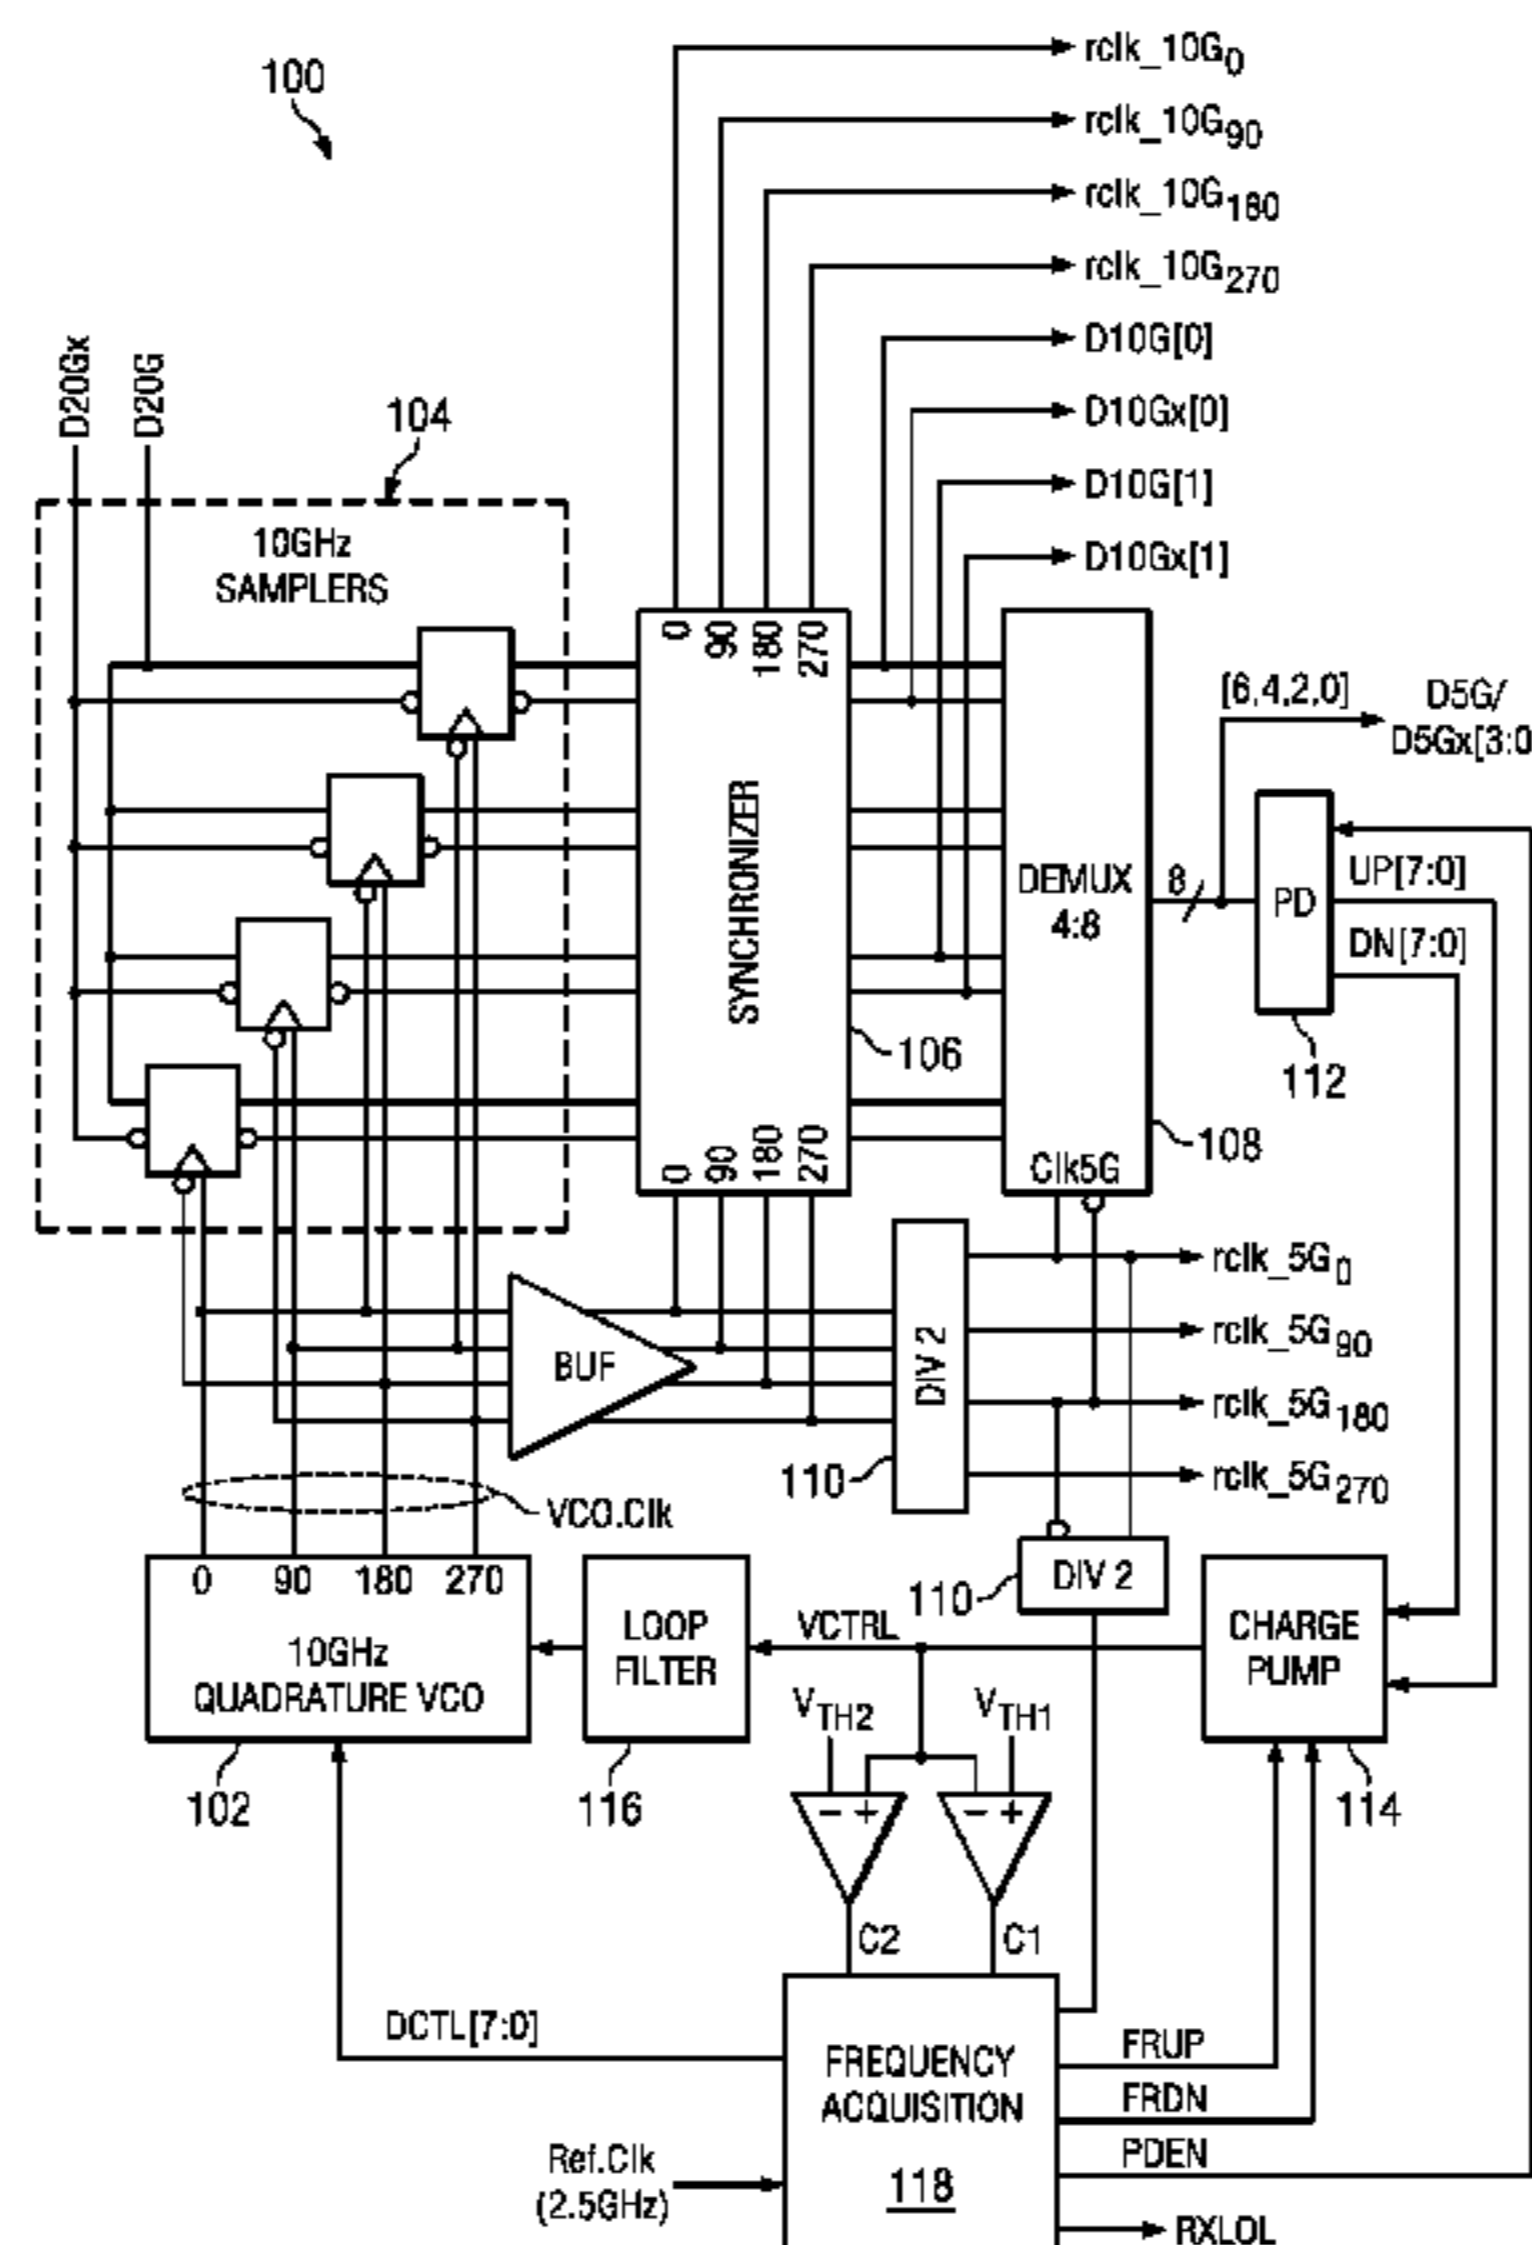 100
rclk_10G0
rclk_10G90
rclk_10G180
rclk_10G270
D10G[0]
D10Gx[0]
D10G[1]
D10Gx[1]
D20Gx
D20G
104
10GHz
SAMPLERS
0
90
180
270
SYNCHRONIZER
106
0
90
180
270
DEMUX
4:8
Clk5G
108
8
[6,4,2,0]
D5G/
D5Gx[3:0
PD
UP[7:0]
DN[7:0]
112
BUF
DIV 2
110
rclk_5G0
rclk_5G90
rclk_5G180
rclk_5G270
VCO.Clk
0 90 180 270
10GHz
QUADRATURE VCO
102
LOOP
FILTER
116
VCTRL
110
DIV 2
CHARGE
PUMP
114
VTH2
VTH1
- +
- +
C2
C1
DCTL[7:0]
FREQUENCY
ACQUISITION
118
FRUP
FRDN
PDEN
RXLOL
Ref.Clk
(2.5GHz)